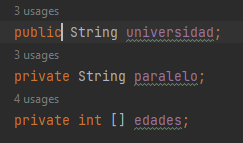 3 usages
public String universidad;
3 usages
private String paralelo;
4 usages
private int [] edades;